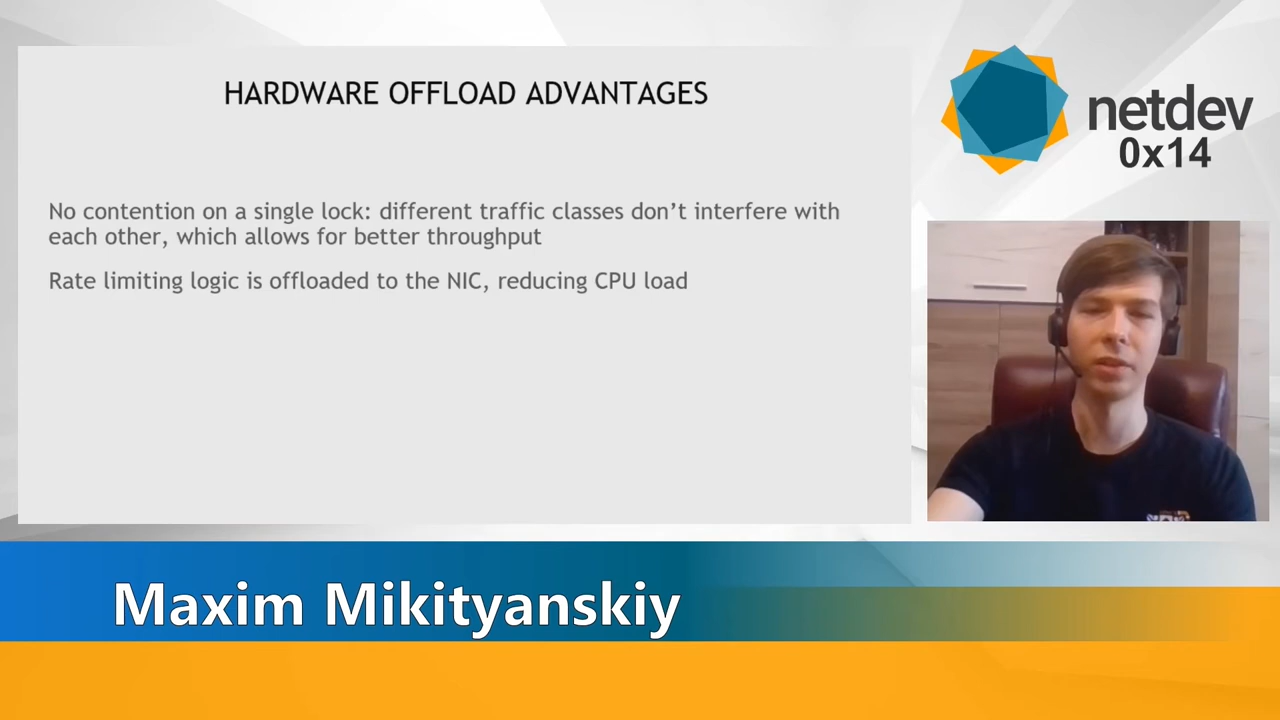 HARDWARE OFFLOAD ADVANTAGES
No contention on a single lock: different traffic classes don't interfere with
each other, which allows for better throughput
Rate limiting logic is offloaded to the NIC, reducing CPU load
netdev
0x14
Maxim Mikityanskiy